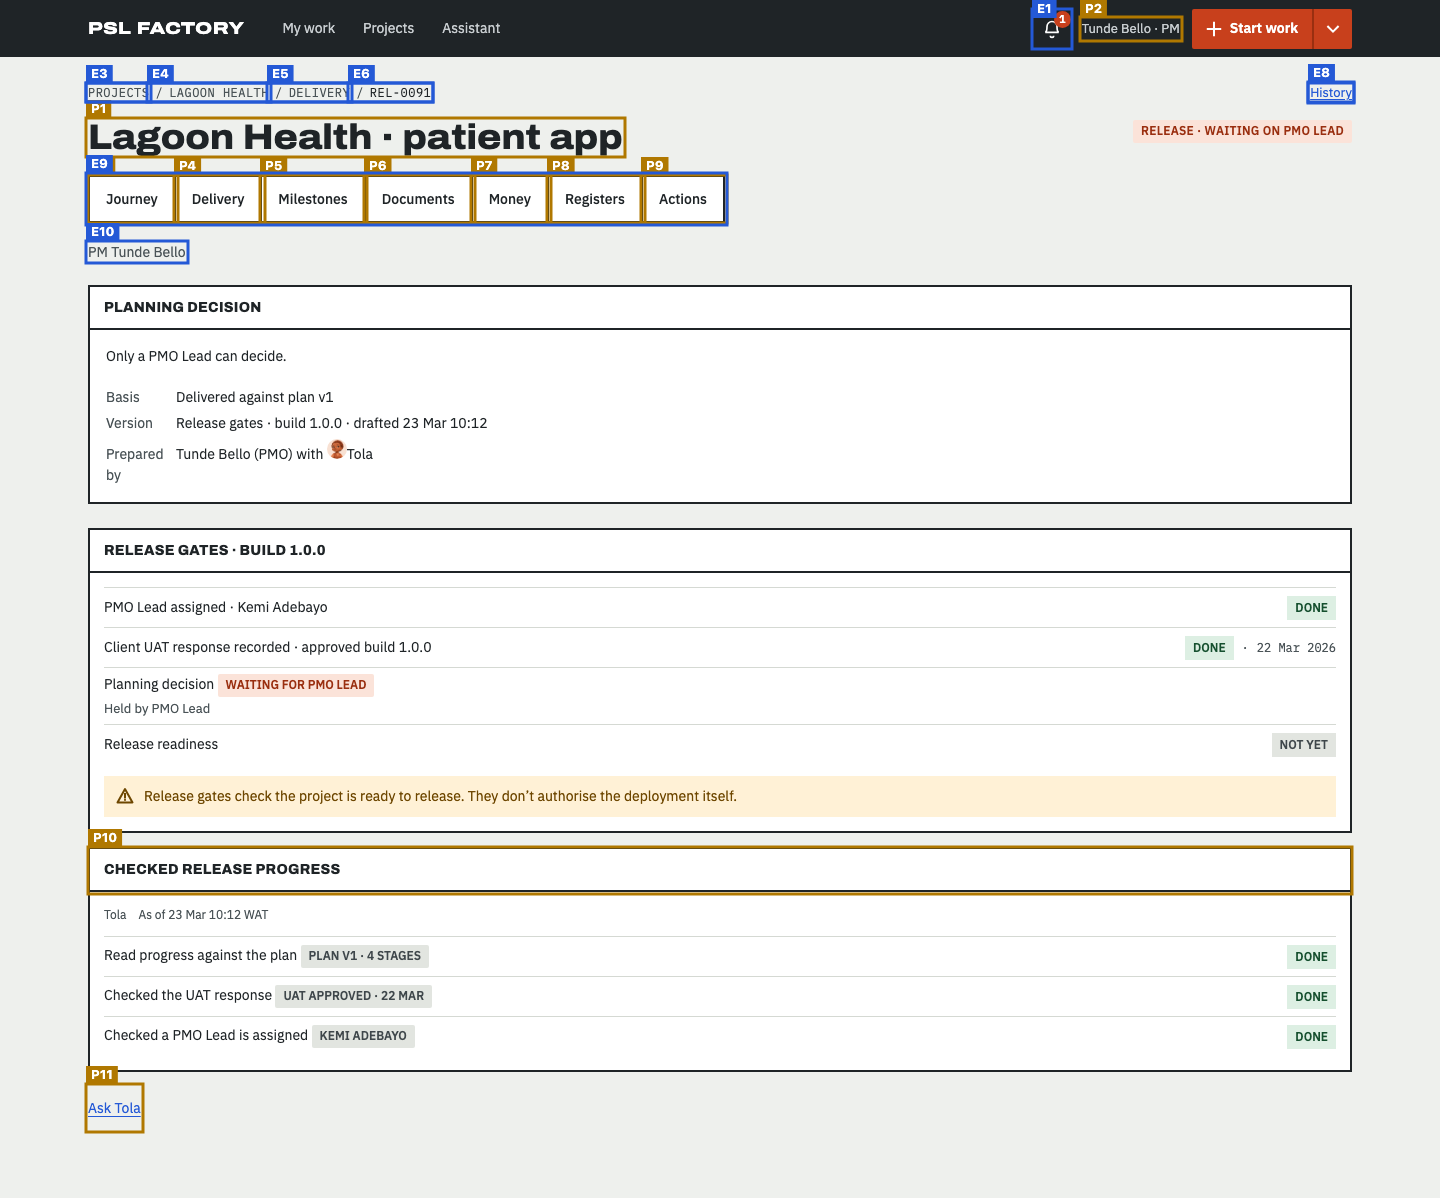 PSL FACTORY
My work
Projects
Assistant
E1
1
P2
Tunde Bello · PM
Start work
E3
E4
E5
E6
E8
PROJECTS / LAGOON HEALTH / DELIVERY / REL-0091
History
P1
Lagoon Health · patient app
RELEASE · WAITING ON PMO LEAD
E9
P4
P5
P6
P7
P8
P9
Journey
Delivery
Milestones
Documents
Money
Registers
Actions
E10
PM Tunde Bello
PLANNING DECISION
Only a PMO Lead can decide.
Basis Delivered against plan v1
Version Release gates · build 1.0.0 · drafted 23 Mar 10:12
Prepared by Tunde Bello (PMO) with Tola
RELEASE GATES · BUILD 1.0.0
PMO Lead assigned · Kemi Adebayo DONE
Client UAT response recorded · approved build 1.0.0 DONE · 22 Mar 2026
Planning decision WAITING FOR PMO LEAD
Held by PMO Lead
Release readiness NOT YET
Release gates check the project is ready to release. They don’t authorise the deployment itself.
P10
CHECKED RELEASE PROGRESS
Tola As of 23 Mar 10:12 WAT
Read progress against the plan PLAN V1 · 4 STAGES DONE
Checked the UAT response UAT APPROVED · 22 MAR DONE
Checked a PMO Lead is assigned KEMI ADEBAYO DONE
P11
Ask Tola